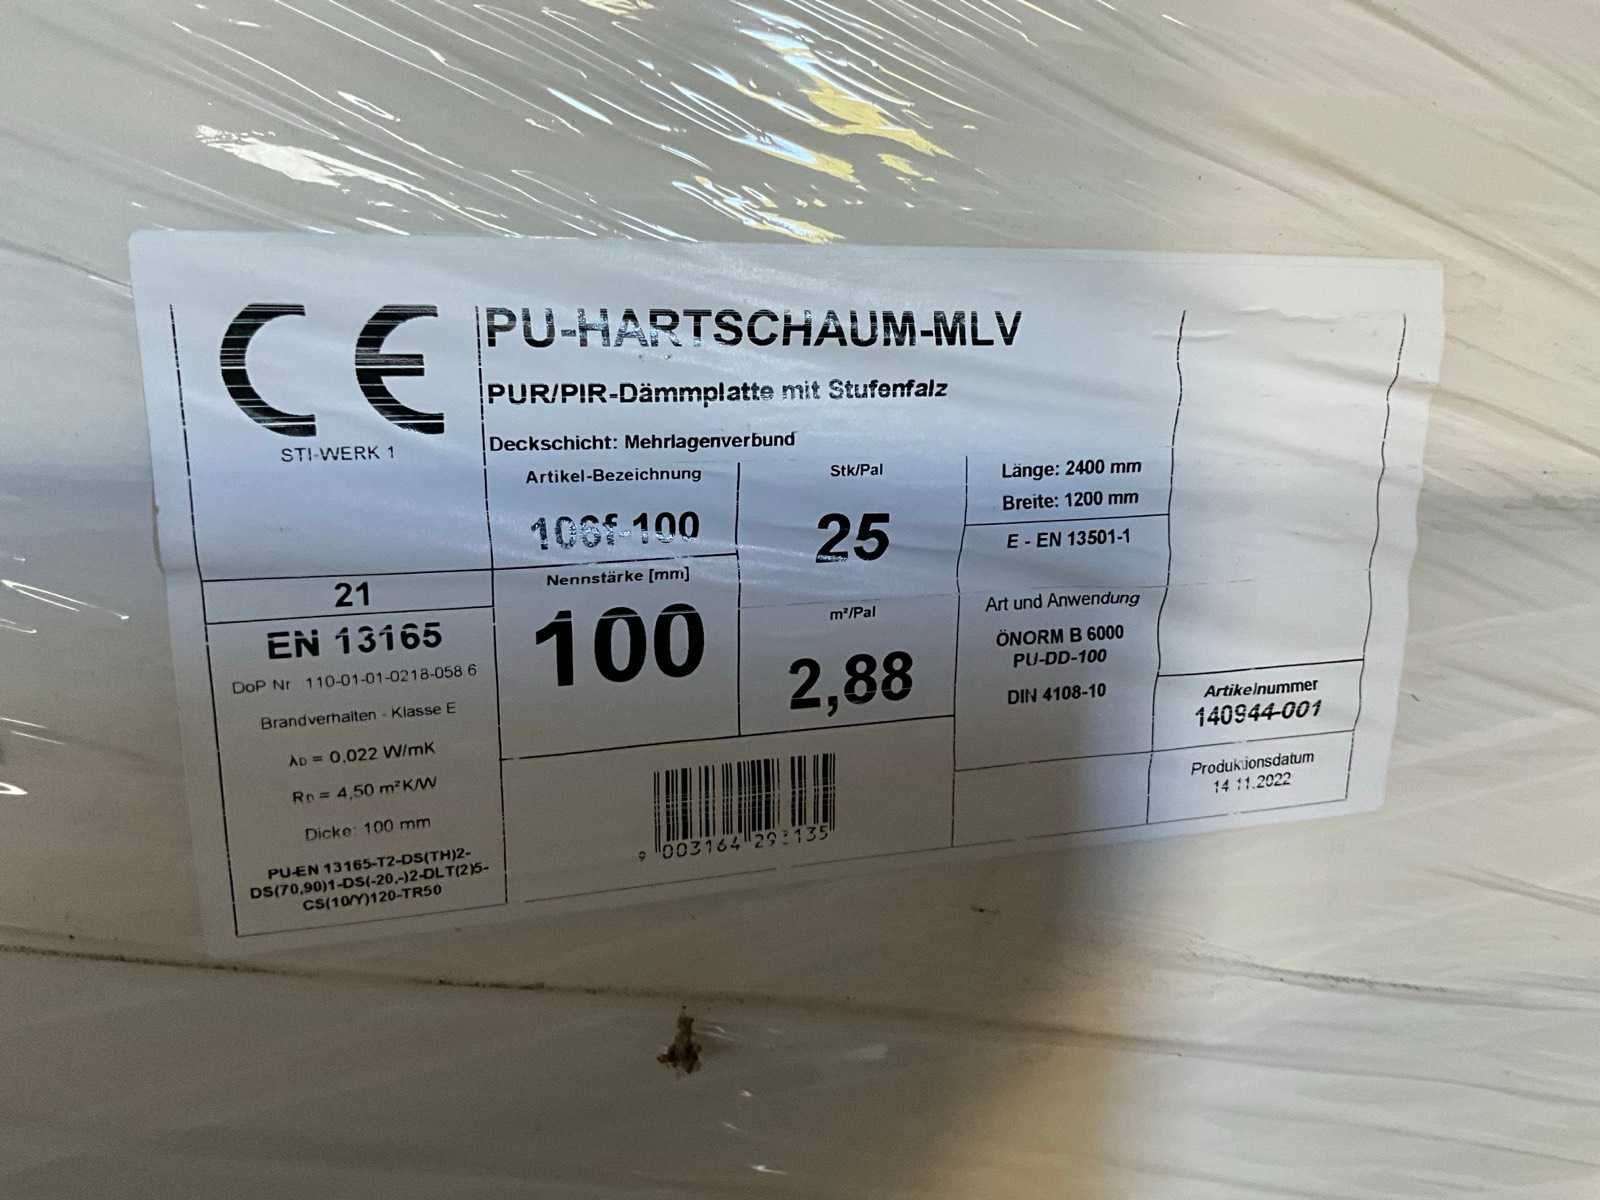 CE
STI-WERK 1
PU-HARTSCHAUM-MLV
PUR/PIR-Dämmplatte mit Stufenfalz
Deckschicht: Mehrlagenverbund
Artikel-Bezeichnung
106f-100
Stk/Pal
25
Länge: 2400 mm
Breite: 1200 mm
E - EN 13501-1
21
EN 13165
DoP Nr 110-01-01-0218-058 6
Brandverhalten - Klasse E
λD = 0,022 W/mK
RD = 4,50 m²K/W
Dicke: 100 mm
PU-EN 13165-T2-DS(TH)2-
DS(70,90)1-DS(-20,-)2-DLT(2)5-
CS(10/Y)120-TR50
Nennstärke [mm]
100
m²/Pal
2,88
Art und Anwendung
ÖNORM B 6000
PU-DD-100
DIN 4108-10
Artikelnummer
140944-001
Produktionsdatum
14.11.2022
9 003164 293135